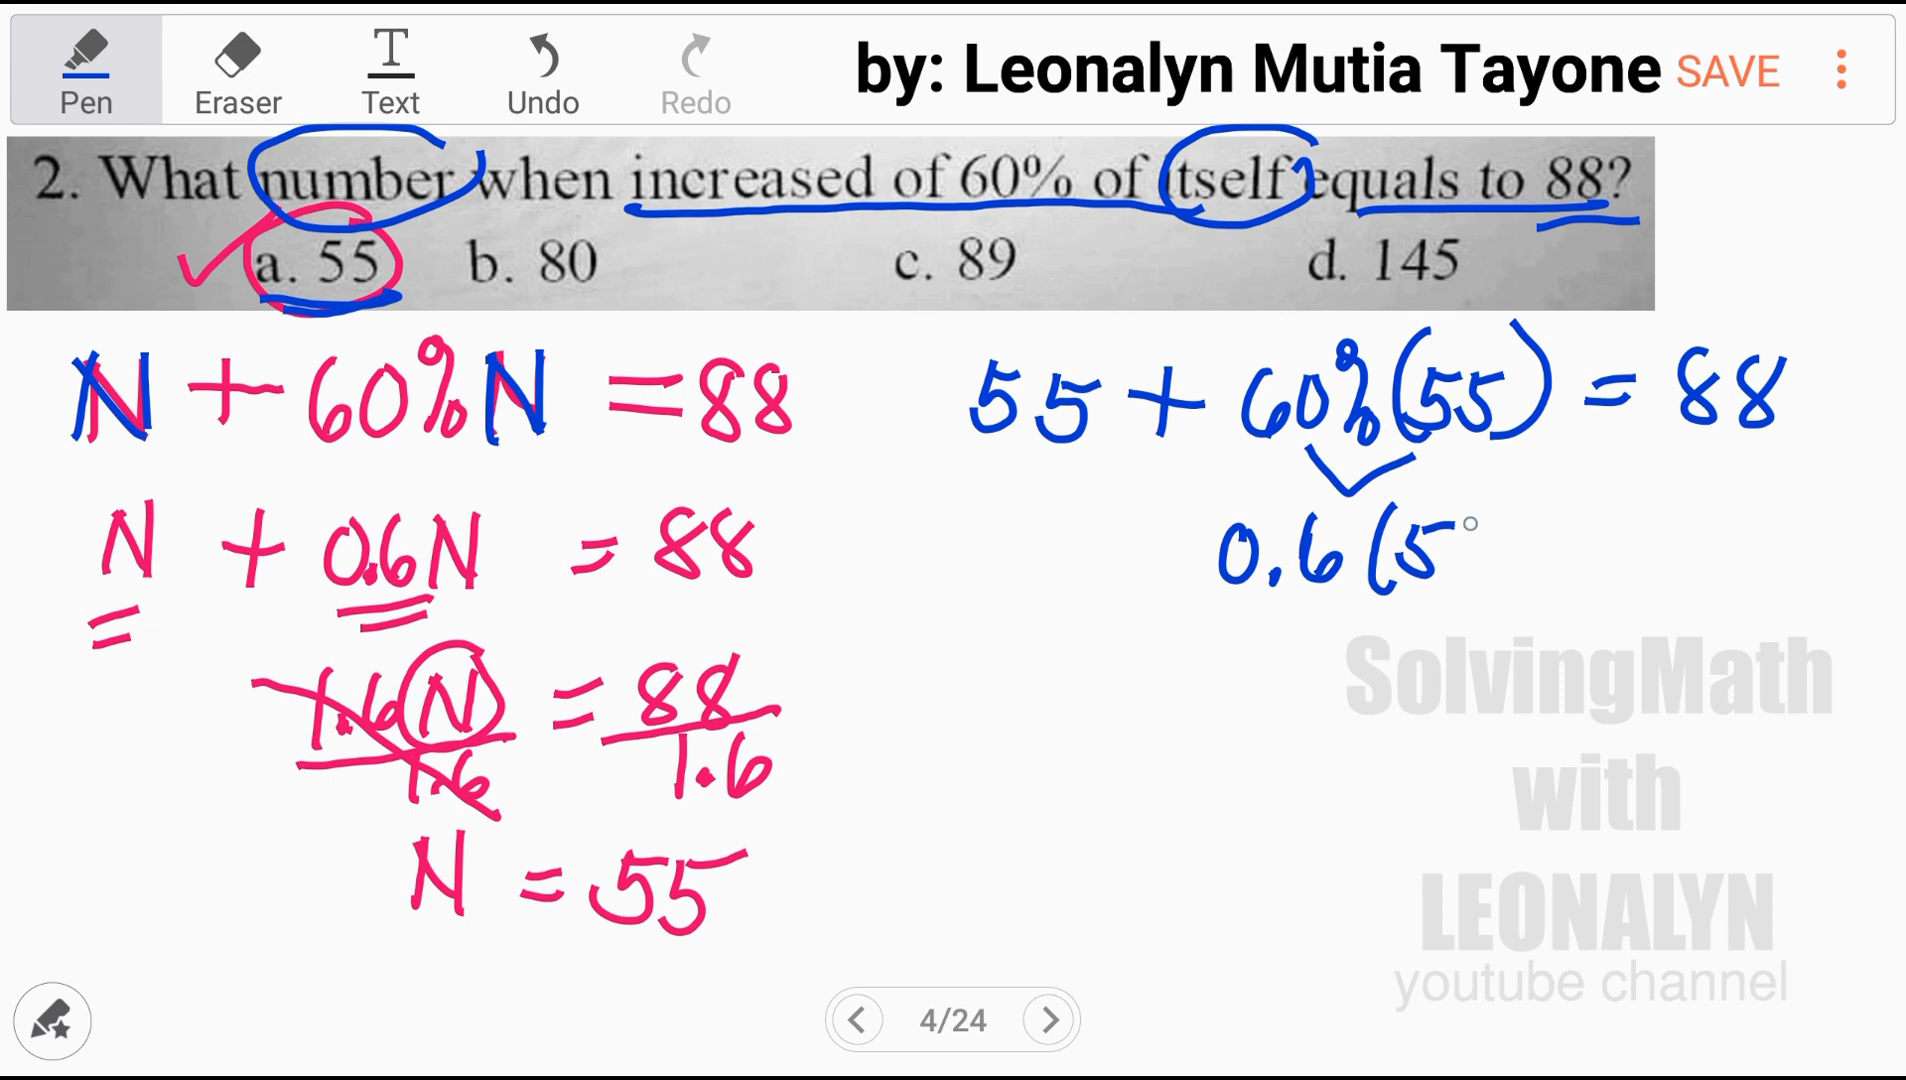 Pen Eraser Text Undo Redo by: Leonalyn Mutia Tayone SAVE
2. What number when increased of 60% of itself equals to 88?
a. 55 b. 80 c. 89 d. 145
N + 60% N = 88
N + 0.6N = 88
1.6N = 88
1.6 1.6
N = 55
55 + 60% (55) = 88
0.6 (5
SolvingMath
with
LEONALYN
youtube channel
4/24